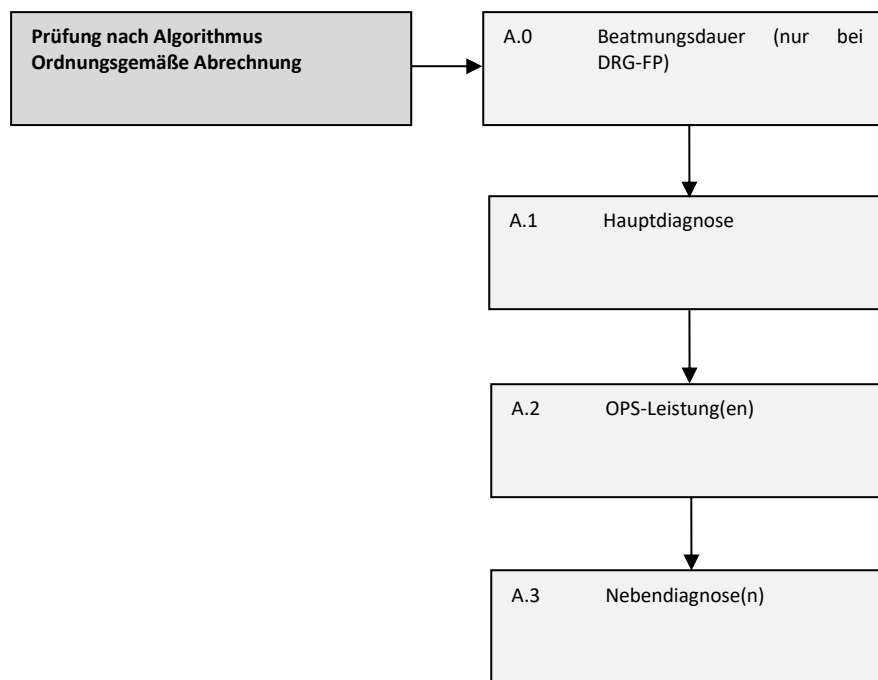 Prüfung nach Algorithmus
Ordnungsgemäße Abrechnung
A.0 Beatmungsdauer (nur bei
DRG-FP)
A.1 Hauptdiagnose
A.2 OPS-Leistung(en)
A.3 Nebendiagnose(n)